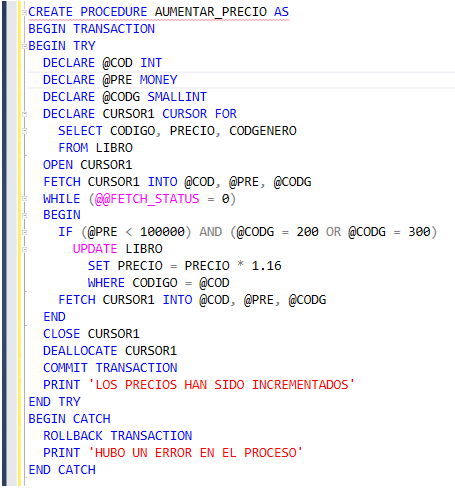 CREATE PROCEDURE AUMENTAR_PRECIO AS
BEGIN TRANSACTION
BEGIN TRY
  DECLARE @COD INT
  DECLARE @PRE MONEY
  DECLARE @CODG SMALLINT
  DECLARE CURSOR1 CURSOR FOR
    SELECT CODIGO, PRECIO, CODGENERO
    FROM LIBRO
  OPEN CURSOR1
  FETCH CURSOR1 INTO @COD, @PRE, @CODG
  WHILE (@@FETCH_STATUS = 0)
  BEGIN
    IF (@PRE < 100000) AND (@CODG = 200 OR @CODG = 300)
      UPDATE LIBRO
        SET PRECIO = PRECIO * 1.16
        WHERE CODIGO = @COD
    FETCH CURSOR1 INTO @COD, @PRE, @CODG
  END
  CLOSE CURSOR1
  DEALLOCATE CURSOR1
  COMMIT TRANSACTION
  PRINT 'LOS PRECIOS HAN SIDO INCREMENTADOS'
END TRY
BEGIN CATCH
  ROLLBACK TRANSACTION
  PRINT 'HUBO UN ERROR EN EL PROCESO'
END CATCH